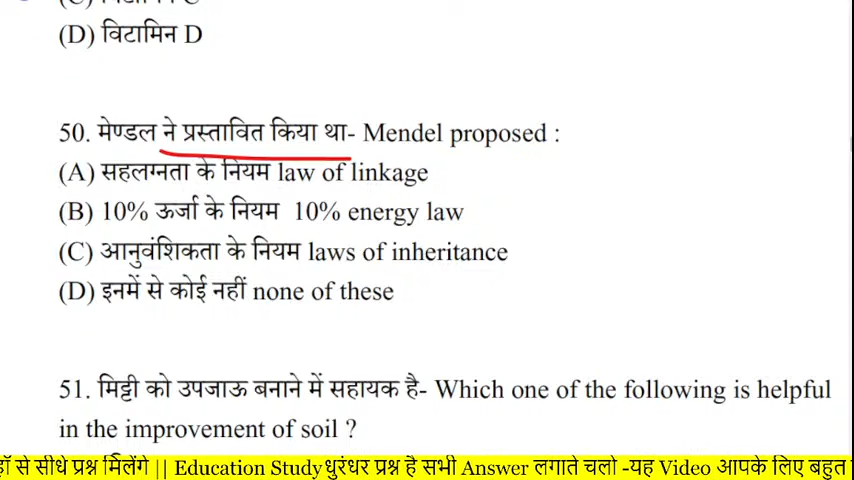 (D) विटामिन D
50. मेण्डल ने प्रस्तावित किया था- Mendel proposed :
(A) सहलग्नता के नियम law of linkage
(B) 10% ऊर्जा के नियम 10% energy law
(C) आनुवंशिकता के नियम laws of inheritance
(D) इनमें से कोई नहीं none of these
51. मिट्टी को उपजाऊ बनाने में सहायक है- Which one of the following is helpful
in the improvement of soil ?
से सीधे प्रश्न मिलेंगे || Education Study धुरंधर प्रश्न है सभी Answer लगाते चलो -यह Video आपके लिए बहुत